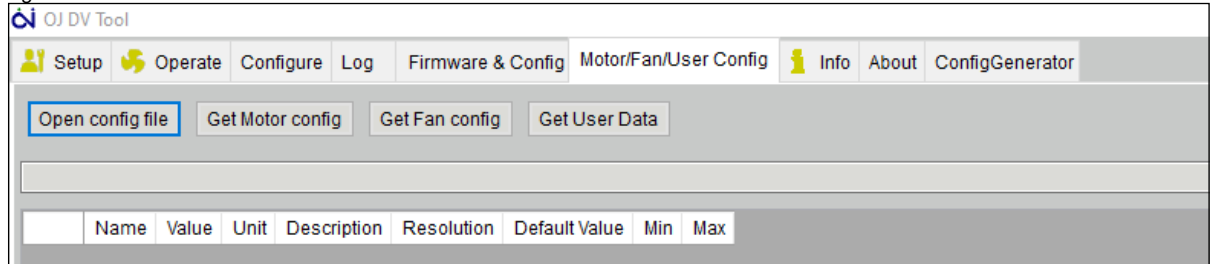 OJ DV Tool
Setup Operate Configure Log Firmware & Config Motor/Fan/User Config Info About ConfigGenerator
Open config file Get Motor config Get Fan config Get User Data
Name Value Unit Description Resolution Default Value Min Max